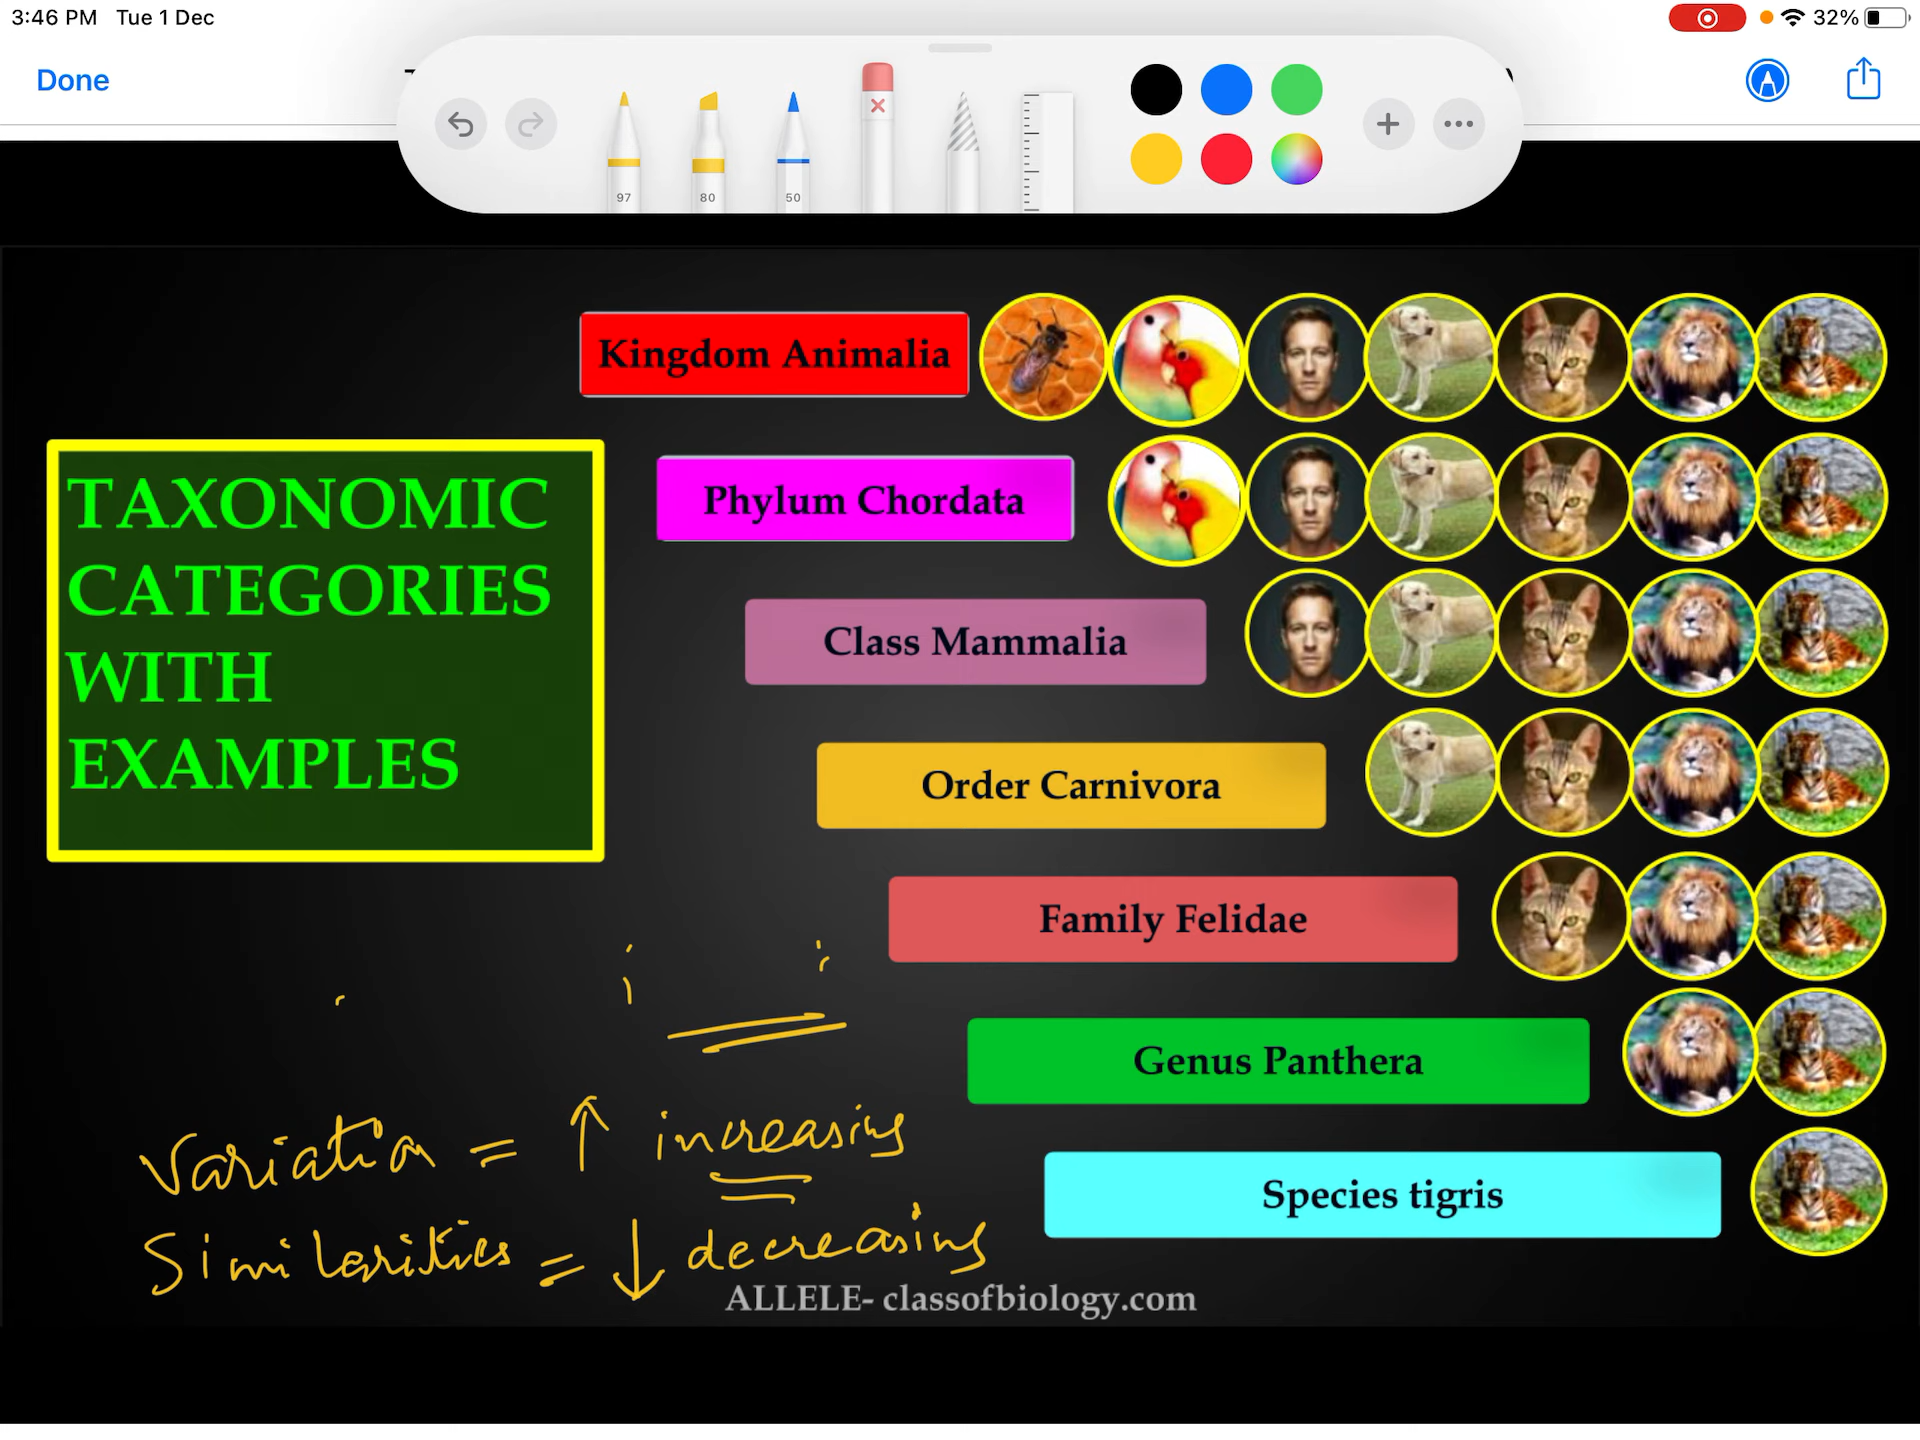 3:46 PM Tue 1 Dec
32%
Done
97
80
50
Kingdom Animalia
Phylum Chordata
TAXONOMIC
CATEGORIES
WITH
EXAMPLES
Class Mammalia
Order Carnivora
Family Felidae
Genus Panthera
Species tigris
Variation = ↑ increasing
Similarities = ↓ decreasing
ALLELE- classofbiology.com